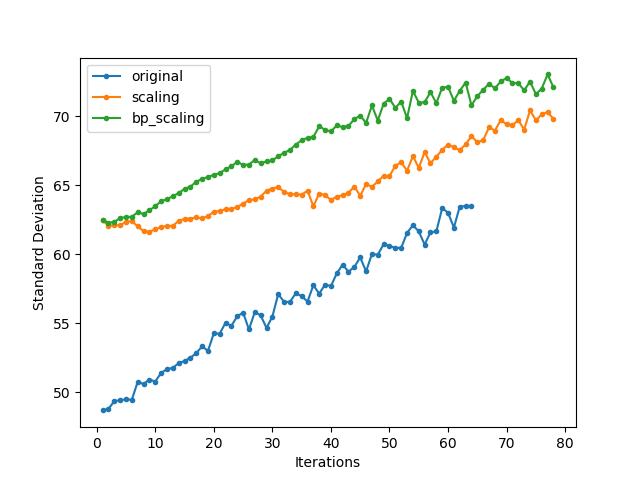 original
scaling
bp_scaling
70
65
60
55
50
Standard Deviation
0 10 20 30 40 50 60 70 80
Iterations